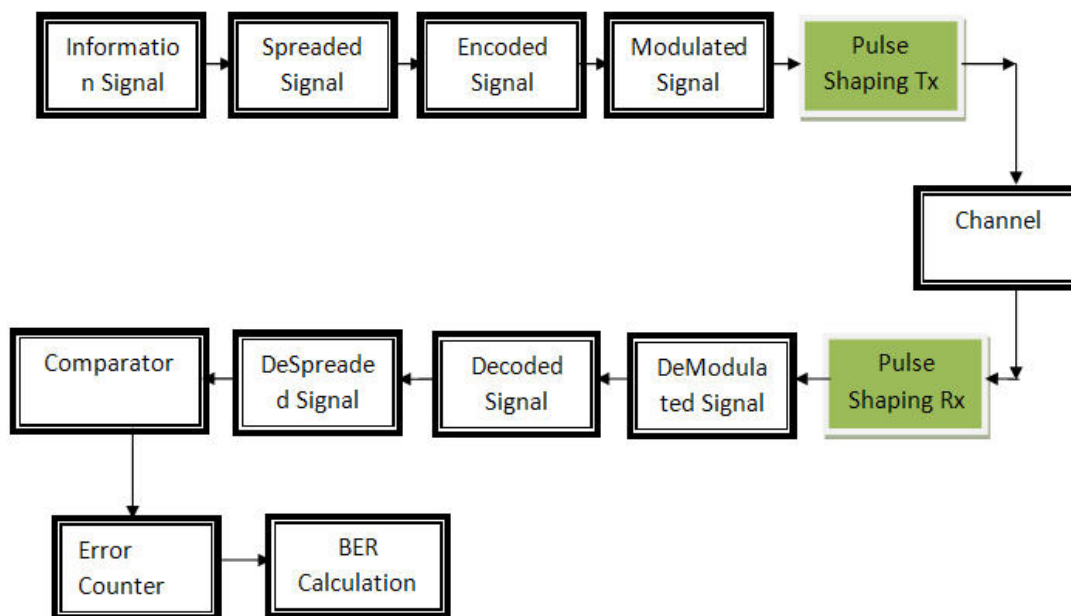 Informatio
n Signal
Spreaded
Signal
Encoded
Signal
Modulated
Signal
Pulse
Shaping Tx
Channel
Comparator
DeSpreade
d Signal
Decoded
Signal
DeModula
ted Signal
Pulse
Shaping Rx
Error
Counter
BER
Calculation